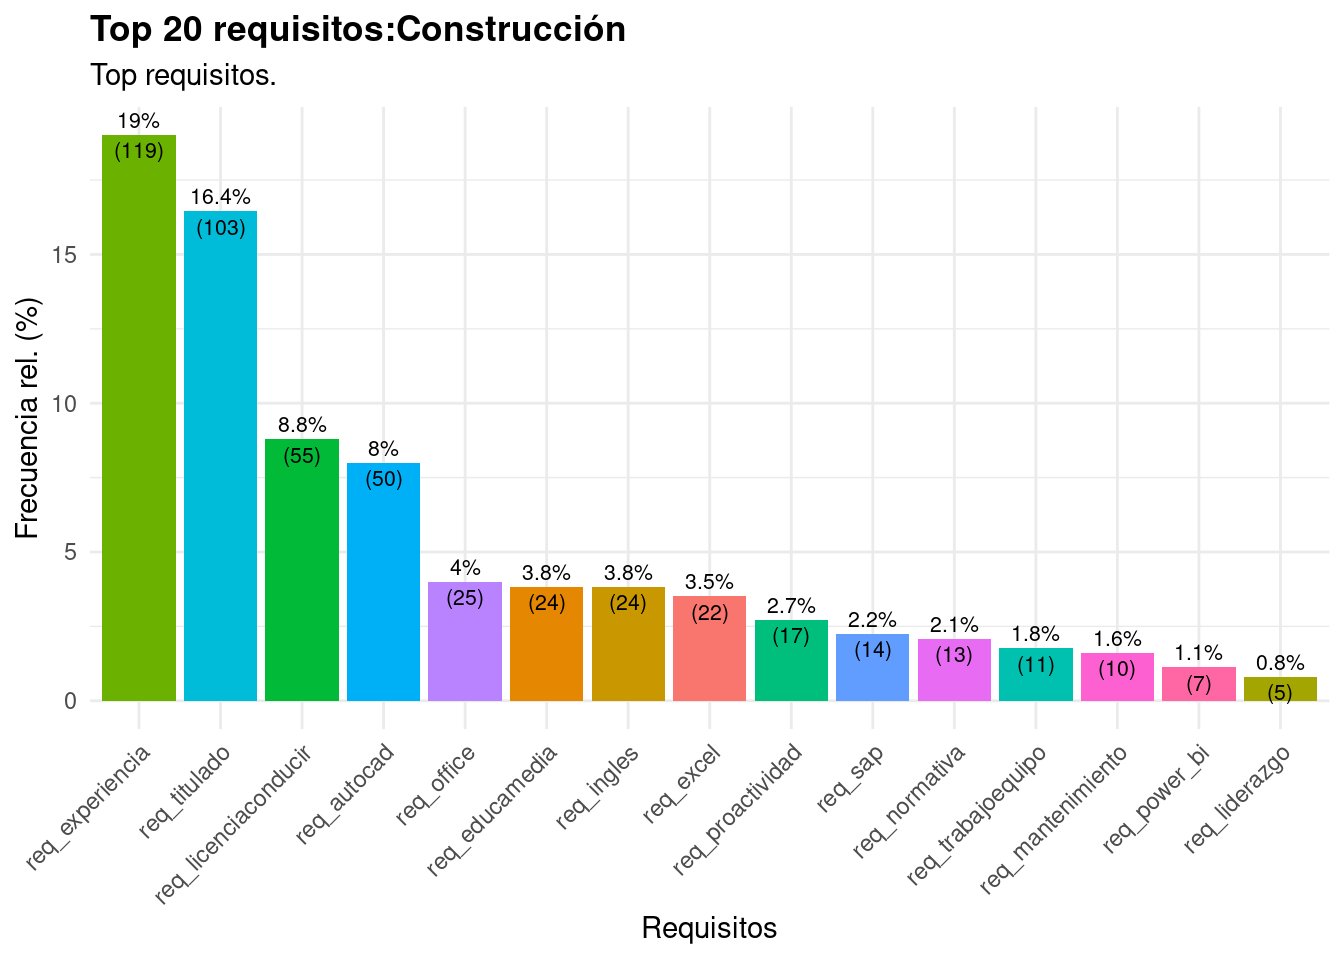 Top 20 requisitos:Construcción
Top requisitos.
Frecuencia rel. (%)
15
10
5
0
19%
(119)
16.4%
(103)
8.8%
(55)
8%
(50)
4%
(25)
3.8%
(24)
3.8%
(24)
3.5%
(22)
2.7%
(17)
2.2%
(14)
2.1%
(13)
1.8%
(11)
1.6%
(10)
1.1%
(7)
0.8%
(5)
req_experiencia
req_titulado
req_licenciaconducir
req_autocad
req_office
req_educamedia
req_ingles
req_excel
req_proactividad
req_sap
req_normativa
req_trabajoequipo
req_mantenimiento
req_power_bi
req_liderazgo
Requisitos